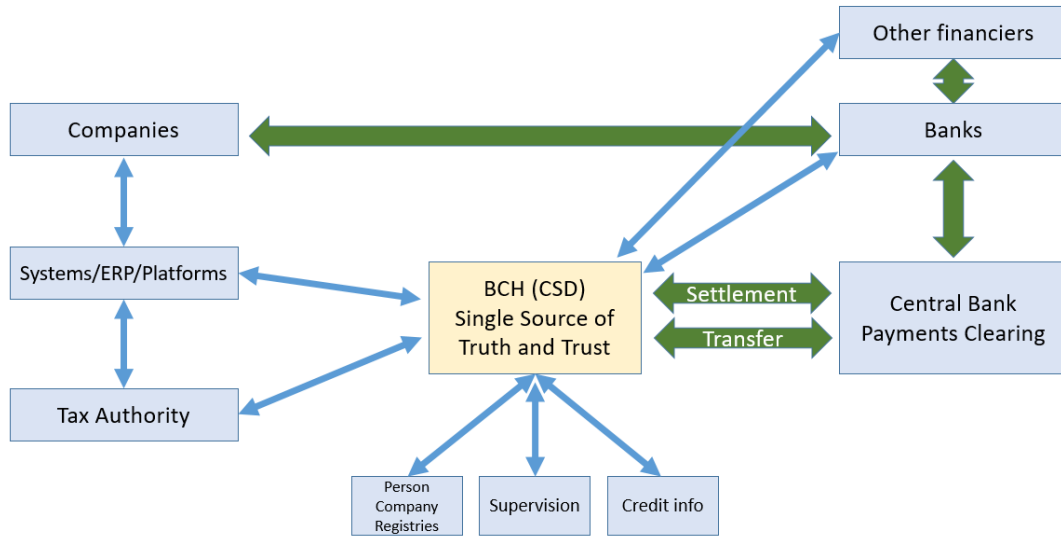 Other financiers
Companies
Banks
Systems/ERP/Platforms
BCH (CSD)
Single Source of
Truth and Trust
Settlement
Transfer
Central Bank
Payments Clearing
Tax Authority
Person
Company
Registries
Supervision
Credit info